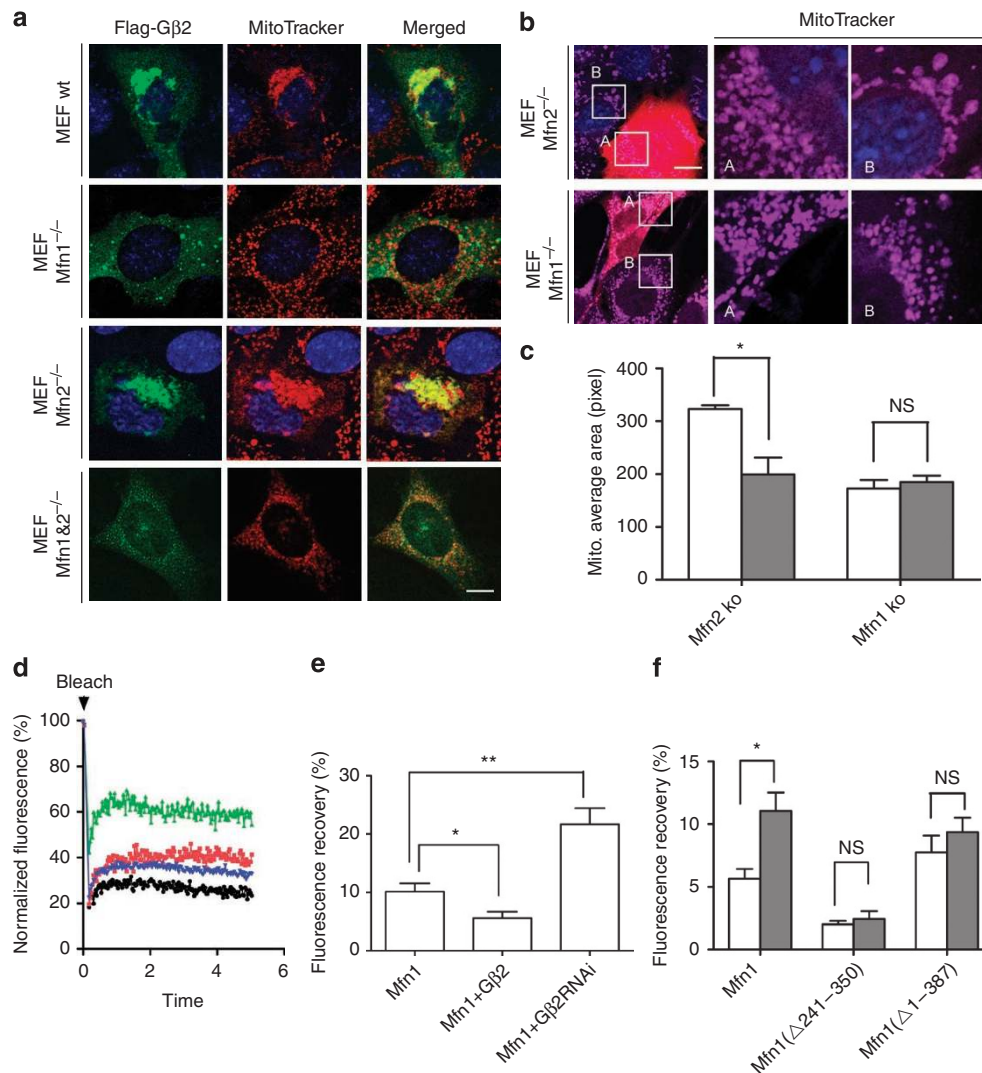 a
Flag-Gβ2 MitoTracker Merged
MEF wt
MEF
Mfn1−/−
MEF
Mfn2−/−
MEF
Mfn1&2−/−
b
MitoTracker
MEF
Mfn2−/−
B
A
A
B
MEF
Mfn1−/−
A
B
A
B
c
Mito. average area (pixel)
400
300
200
100
0
*
NS
Mfn2 ko
Mfn1 ko
d
Bleach
Normalized fluorescence (%)
100
80
60
40
20
0
0 2 4 6
Time
e
Fluorescence recovery (%)
30
20
10
0
**
*
Mfn1
Mfn1+Gβ2
Mfn1+Gβ2RNAi
f
Fluorescence recovery (%)
15
10
5
0
*
NS
NS
Mfn1
Mfn1(△241–350)
Mfn1(△1–387)